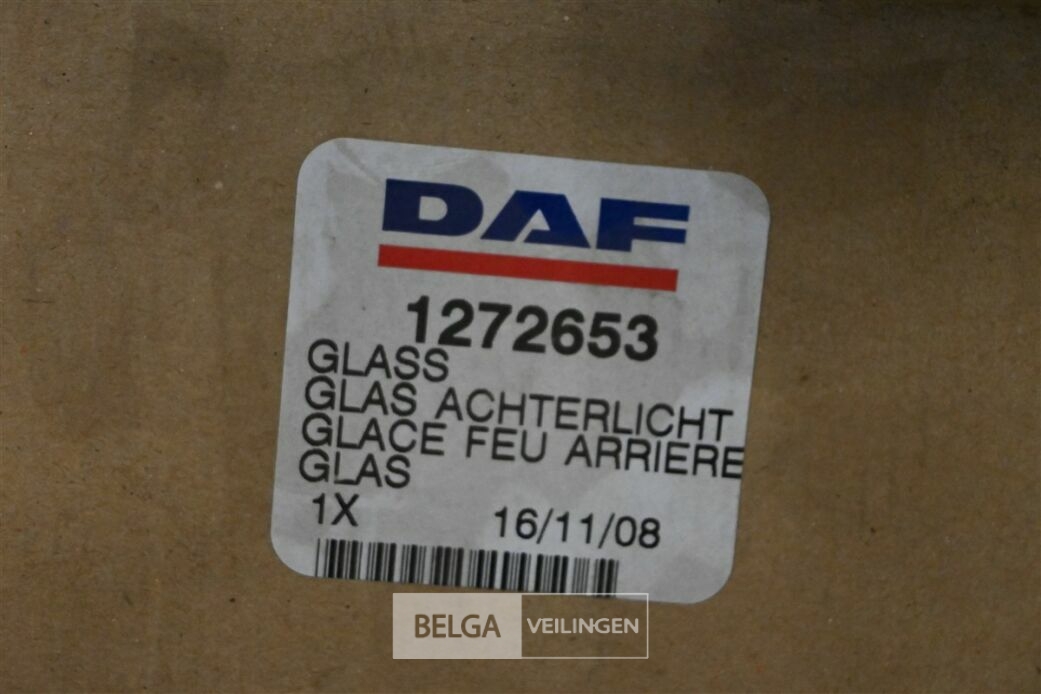 DAF
1272653
GLASS
GLAS ACHTERLICHT
GLACE FEU ARRIERE
GLAS
1X 16/11/08
BELGA VEILINGEN